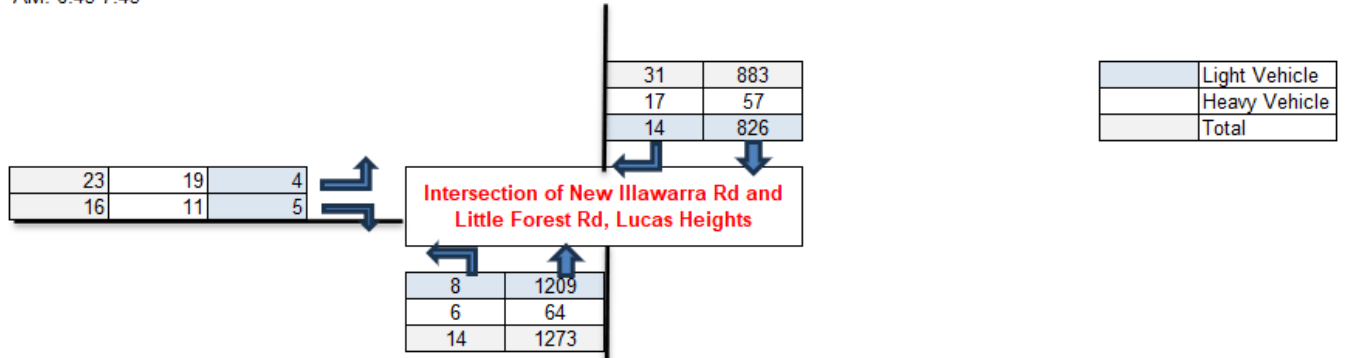 31 883
17 57
14 826
Light Vehicle
Heavy Vehicle
Total
23 19 4
16 11 5
Intersection of New Illawarra Rd and
Little Forest Rd, Lucas Heights
8 1209
6 64
14 1273